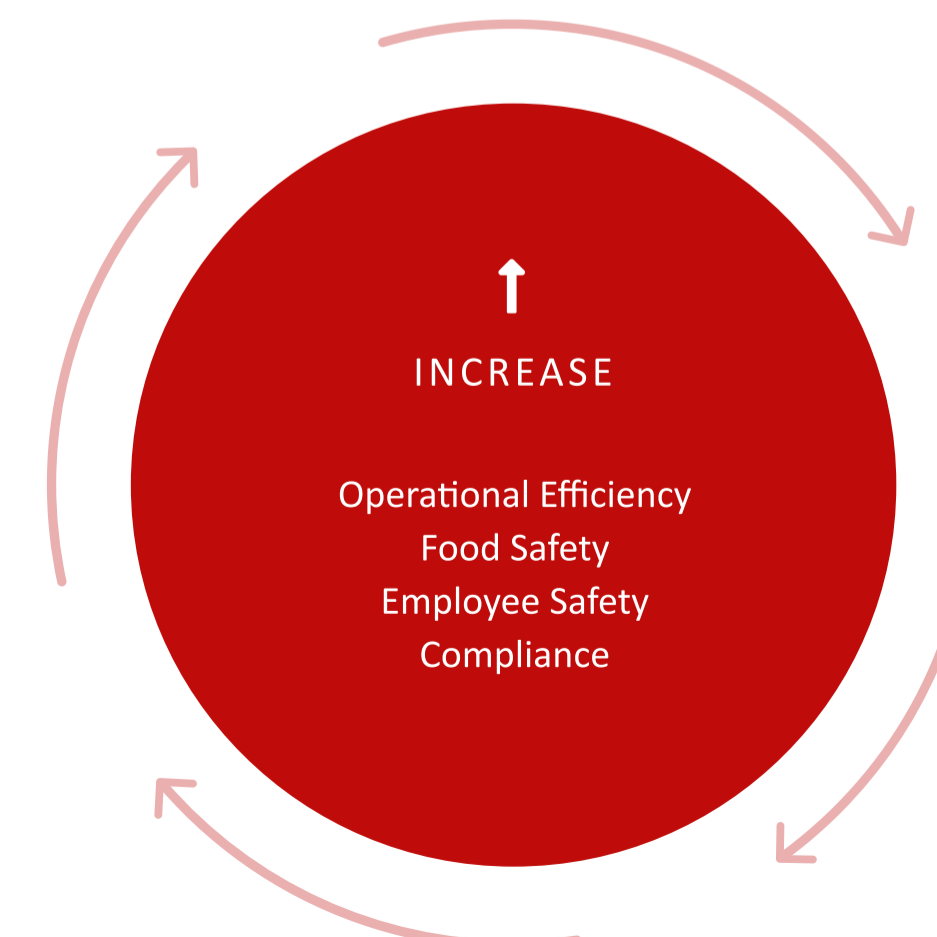 INCREASE
Operational Efficiency
Food Safety
Employee Safety
Compliance